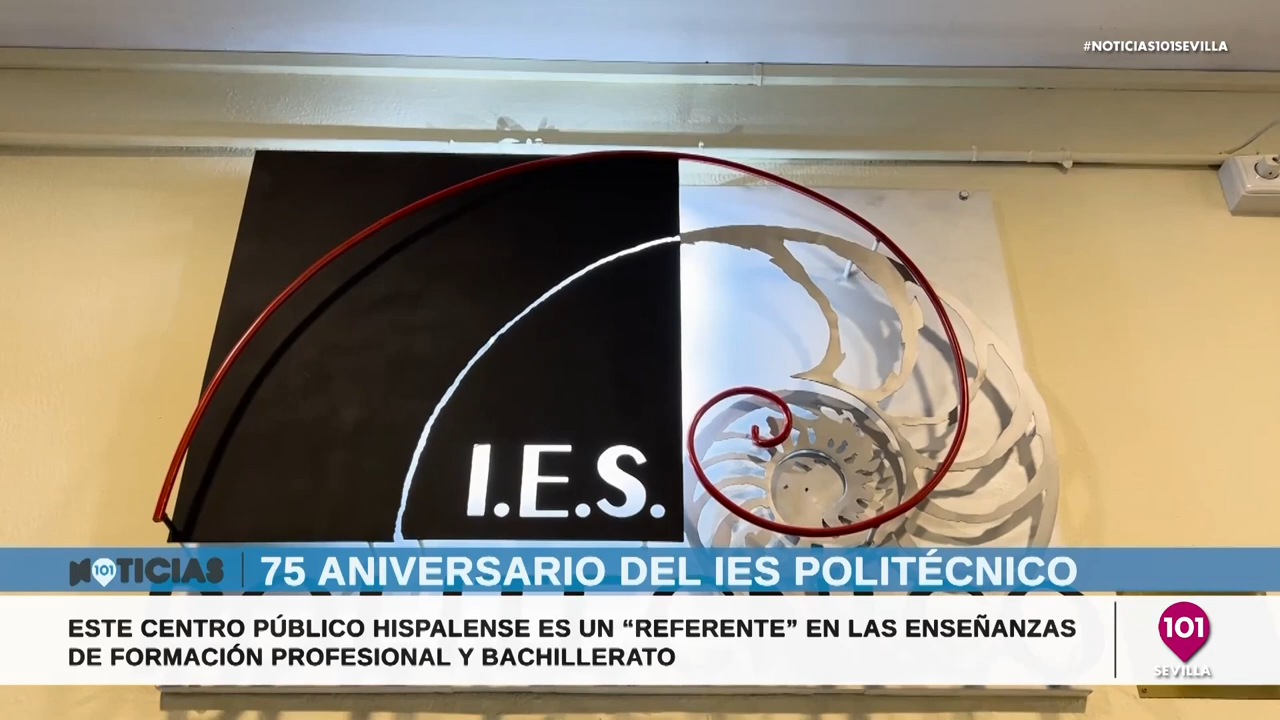 #NOTICIAS101SEVILLA
I.E.S.
NOTICIAS 101
75 ANIVERSARIO DEL IES POLITÉCNICO
ESTE CENTRO PÚBLICO HISPALENSE ES UN “REFERENTE” EN LAS ENSEÑANZAS
DE FORMACIÓN PROFESIONAL Y BACHILLERATO
101
SEVILLA